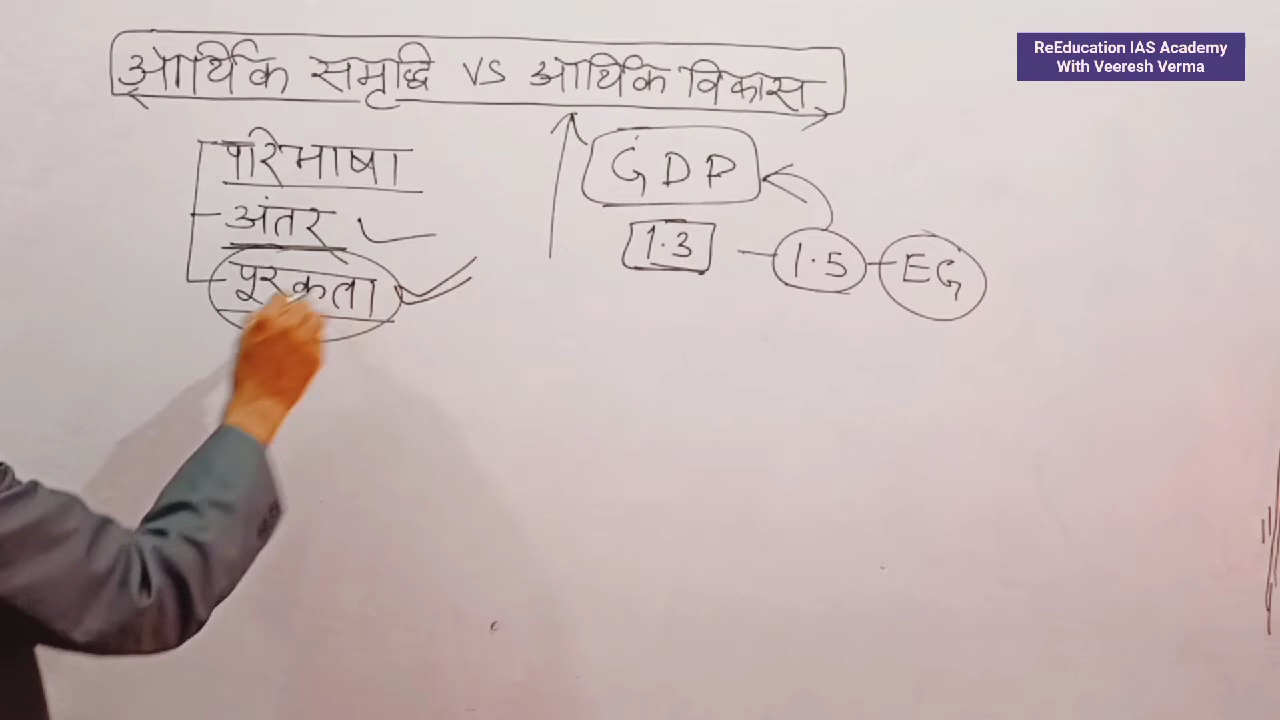 ReEducation IAS Academy
With Veeresh Verma
आर्थिक समृद्धि VS आर्थिक विकास
परिभाषा
अंतर
पूरकता
GDP
1.3
1.5
EG